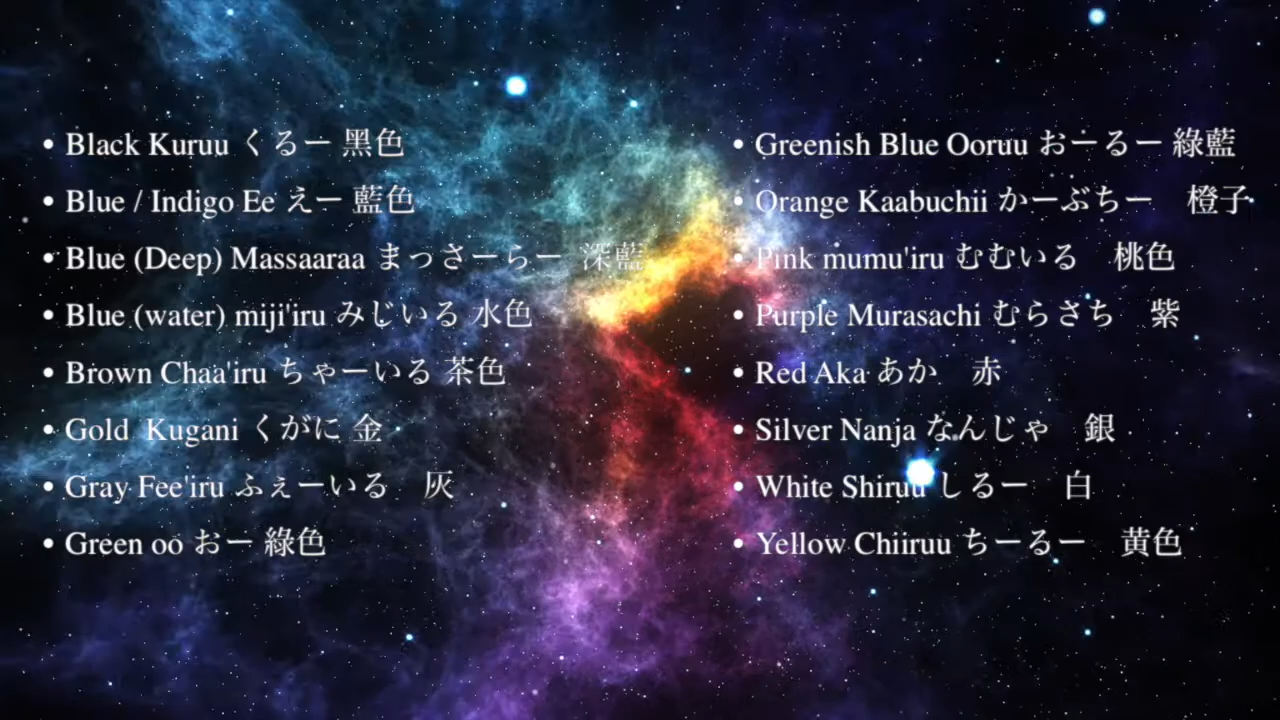 • Black Kuruu くるー 黑色
• Blue / Indigo Ee えー 藍色
• Blue (Deep) Massaaraa まっさーらー 深藍
• Blue (water) miji'iru みじいる 水色
• Brown Chaa'iru ちゃーいる 茶色
• Gold Kugani くがに 金
• Gray Fee'iru ふぇーいる 灰
• Green oo おー 綠色
• Greenish Blue Ooruu おーるー 綠藍
• Orange Kaabuchii かーぶちー 橙子
• Pink mumu'iru むむいる 桃色
• Purple Murasachi むらさち 紫
• Red Aka あか 赤
• Silver Nanja なんじゃ 銀
• White Shiruu しるー 白
• Yellow Chiiruu ちーるー 黄色